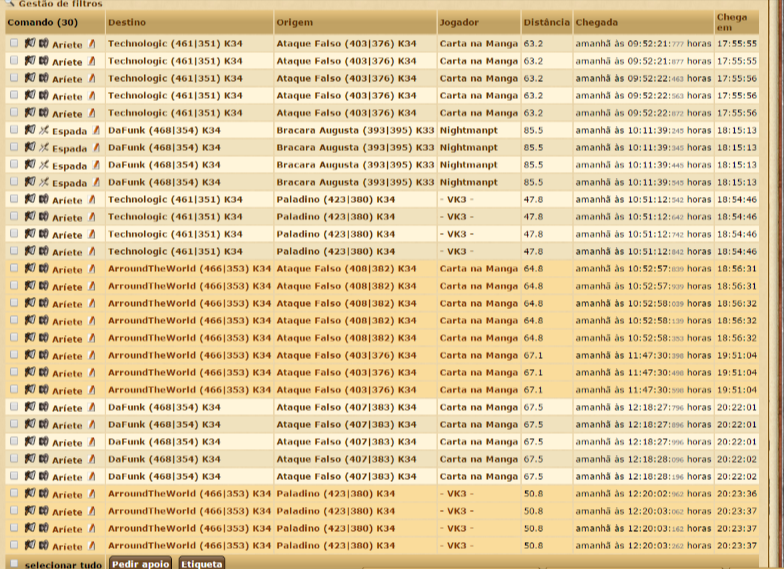 Gestão de filtros
Comando (30) Destino Origem Jogador Distância Chegada Chega em
Aríete Technologic (461|351) K34 Ataque Falso (403|376) K34 Carta na Manga 63.2 amanhã às 09:52:21:777 horas 17:55:55
Aríete Technologic (461|351) K34 Ataque Falso (403|376) K34 Carta na Manga 63.2 amanhã às 09:52:21:877 horas 17:55:55
Aríete Technologic (461|351) K34 Ataque Falso (403|376) K34 Carta na Manga 63.2 amanhã às 09:52:22:463 horas 17:55:56
Aríete Technologic (461|351) K34 Ataque Falso (403|376) K34 Carta na Manga 63.2 amanhã às 09:52:22:563 horas 17:55:56
Aríete Technologic (461|351) K34 Ataque Falso (403|376) K34 Carta na Manga 63.2 amanhã às 09:52:22:872 horas 17:55:56
Espada DaFunk (468|354) K34 Bracara Augusta (393|395) K33 Nightmanpt 85.5 amanhã às 10:11:39:245 horas 18:15:13
Espada DaFunk (468|354) K34 Bracara Augusta (393|395) K33 Nightmanpt 85.5 amanhã às 10:11:39:345 horas 18:15:13
Espada DaFunk (468|354) K34 Bracara Augusta (393|395) K33 Nightmanpt 85.5 amanhã às 10:11:39:445 horas 18:15:13
Espada DaFunk (468|354) K34 Bracara Augusta (393|395) K33 Nightmanpt 85.5 amanhã às 10:11:39:545 horas 18:15:13
Aríete Technologic (461|351) K34 Paladino (423|380) K34 - VK3 - 47.8 amanhã às 10:51:12:542 horas 18:54:46
Aríete Technologic (461|351) K34 Paladino (423|380) K34 - VK3 - 47.8 amanhã às 10:51:12:642 horas 18:54:46
Aríete Technologic (461|351) K34 Paladino (423|380) K34 - VK3 - 47.8 amanhã às 10:51:12:742 horas 18:54:46
Aríete Technologic (461|351) K34 Paladino (423|380) K34 - VK3 - 47.8 amanhã às 10:51:12:842 horas 18:54:46
Aríete ArroundTheWorld (466|353) K34 Ataque Falso (408|382) K34 Carta na Manga 64.8 amanhã às 10:52:57:839 horas 18:56:31
Aríete ArroundTheWorld (466|353) K34 Ataque Falso (408|382) K34 Carta na Manga 64.8 amanhã às 10:52:57:939 horas 18:56:31
Aríete ArroundTheWorld (466|353) K34 Ataque Falso (408|382) K34 Carta na Manga 64.8 amanhã às 10:52:58:039 horas 18:56:32
Aríete ArroundTheWorld (466|353) K34 Ataque Falso (408|382) K34 Carta na Manga 64.8 amanhã às 10:52:58:139 horas 18:56:32
Aríete ArroundTheWorld (466|353) K34 Ataque Falso (408|382) K34 Carta na Manga 64.8 amanhã às 10:52:58:353 horas 18:56:32
Aríete ArroundTheWorld (466|353) K34 Ataque Falso (403|376) K34 Carta na Manga 67.1 amanhã às 11:47:30:398 horas 19:51:04
Aríete ArroundTheWorld (466|353) K34 Ataque Falso (403|376) K34 Carta na Manga 67.1 amanhã às 11:47:30:498 horas 19:51:04
Aríete ArroundTheWorld (466|353) K34 Ataque Falso (403|376) K34 Carta na Manga 67.1 amanhã às 11:47:30:598 horas 19:51:04
Aríete DaFunk (468|354) K34 Ataque Falso (407|383) K34 Carta na Manga 67.5 amanhã às 12:18:27:796 horas 20:22:01
Aríete DaFunk (468|354) K34 Ataque Falso (407|383) K34 Carta na Manga 67.5 amanhã às 12:18:27:896 horas 20:22:01
Aríete DaFunk (468|354) K34 Ataque Falso (407|383) K34 Carta na Manga 67.5 amanhã às 12:18:27:996 horas 20:22:01
Aríete DaFunk (468|354) K34 Ataque Falso (407|383) K34 Carta na Manga 67.5 amanhã às 12:18:28:096 horas 20:22:02
Aríete DaFunk (468|354) K34 Ataque Falso (407|383) K34 Carta na Manga 67.5 amanhã às 12:18:28:196 horas 20:22:02
Aríete ArroundTheWorld (466|353) K34 Paladino (423|380) K34 - VK3 - 50.8 amanhã às 12:20:02:962 horas 20:23:36
Aríete ArroundTheWorld (466|353) K34 Paladino (423|380) K34 - VK3 - 50.8 amanhã às 12:20:03:062 horas 20:23:37
Aríete ArroundTheWorld (466|353) K34 Paladino (423|380) K34 - VK3 - 50.8 amanhã às 12:20:03:162 horas 20:23:37
Aríete ArroundTheWorld (466|353) K34 Paladino (423|380) K34 - VK3 - 50.8 amanhã às 12:20:03:262 horas 20:23:37
selecionar tudo Pedir apoio Etiqueta